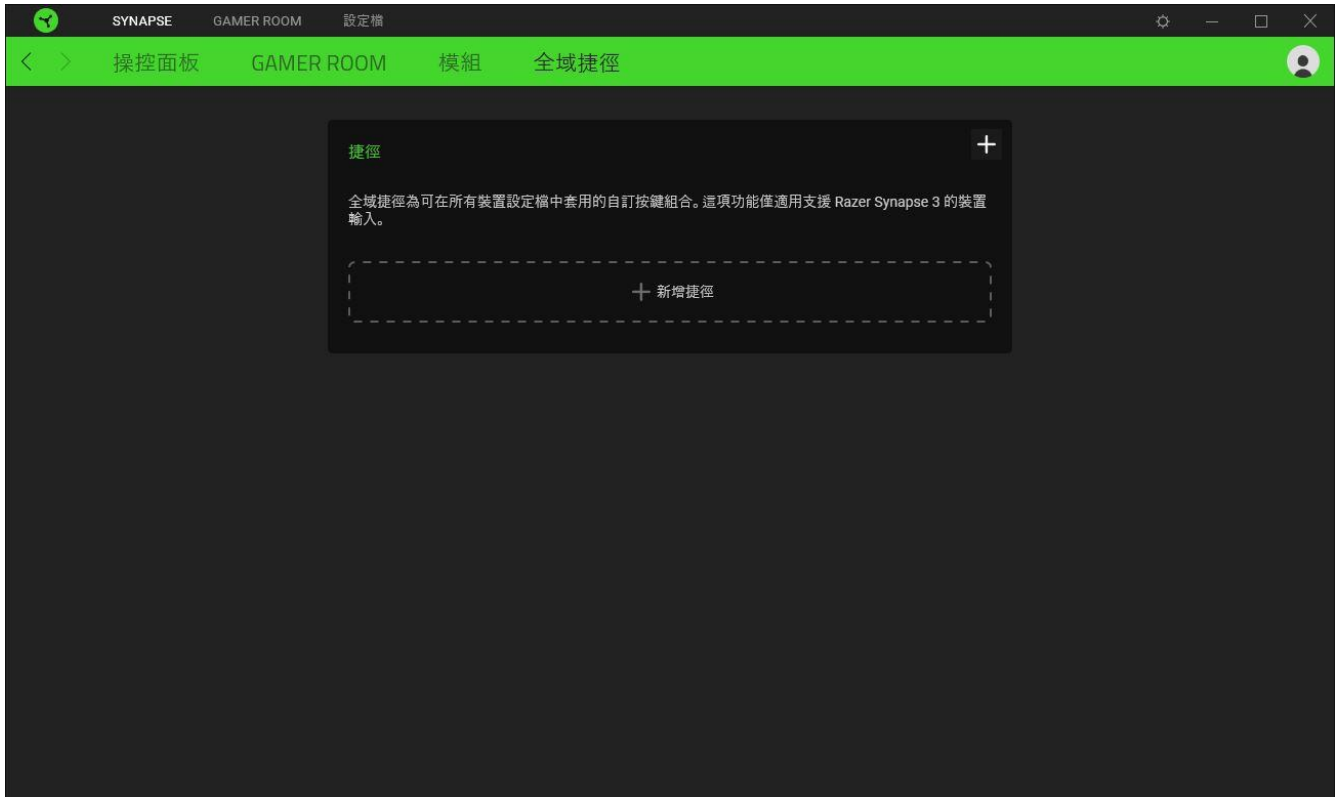 SYNAPSE GAMER ROOM 設定檔
操控面板 GAMER ROOM 模組 全域捷徑
捷徑
全域捷徑為可在所有裝置設定檔中套用的自訂按鍵組合。這項功能僅適用支援 Razer Synapse 3 的裝置
輸入。
新增捷徑